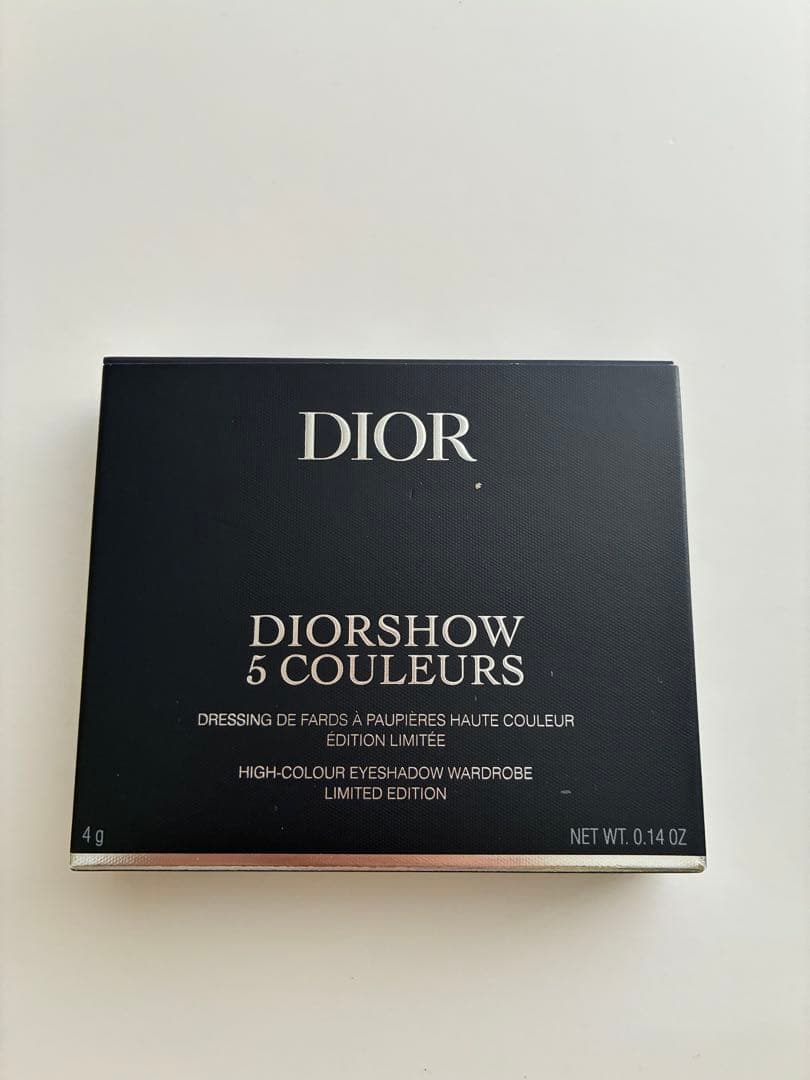 DIOR
DIORSHOW
5 COULEURS
DRESSING DE FARDS À PAUPIÈRES HAUTE COULEUR
ÉDITION LIMITÉE
HIGH-COLOUR EYESHADOW WARDROBE
LIMITED EDITION
4 g
NET WT. 0.14 OZ